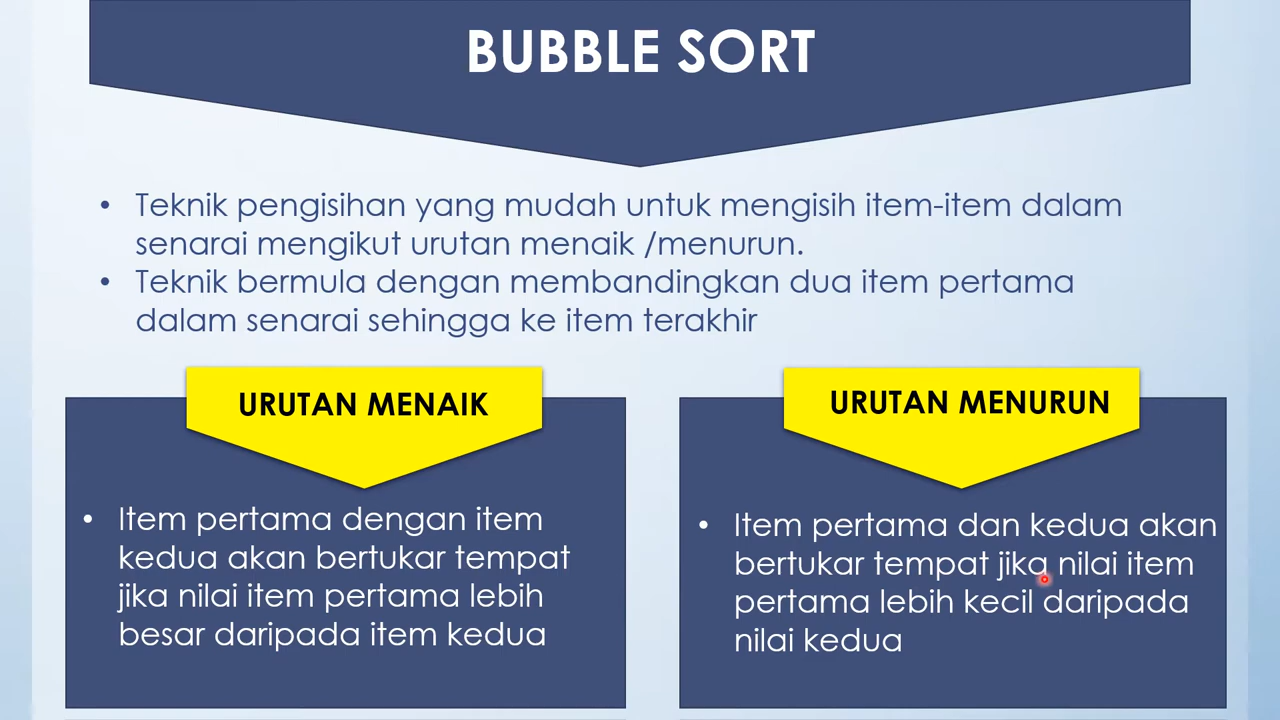 BUBBLE SORT
• Teknik pengisihan yang mudah untuk mengisih item-item dalam
senarai mengikut urutan menaik /menurun.
• Teknik bermula dengan membandingkan dua item pertama
dalam senarai sehingga ke item terakhir
URUTAN MENAIK
• Item pertama dengan item
kedua akan bertukar tempat
jika nilai item pertama lebih
besar daripada item kedua
URUTAN MENURUN
• Item pertama dan kedua akan
bertukar tempat jika nilai item
pertama lebih kecil daripada
nilai kedua